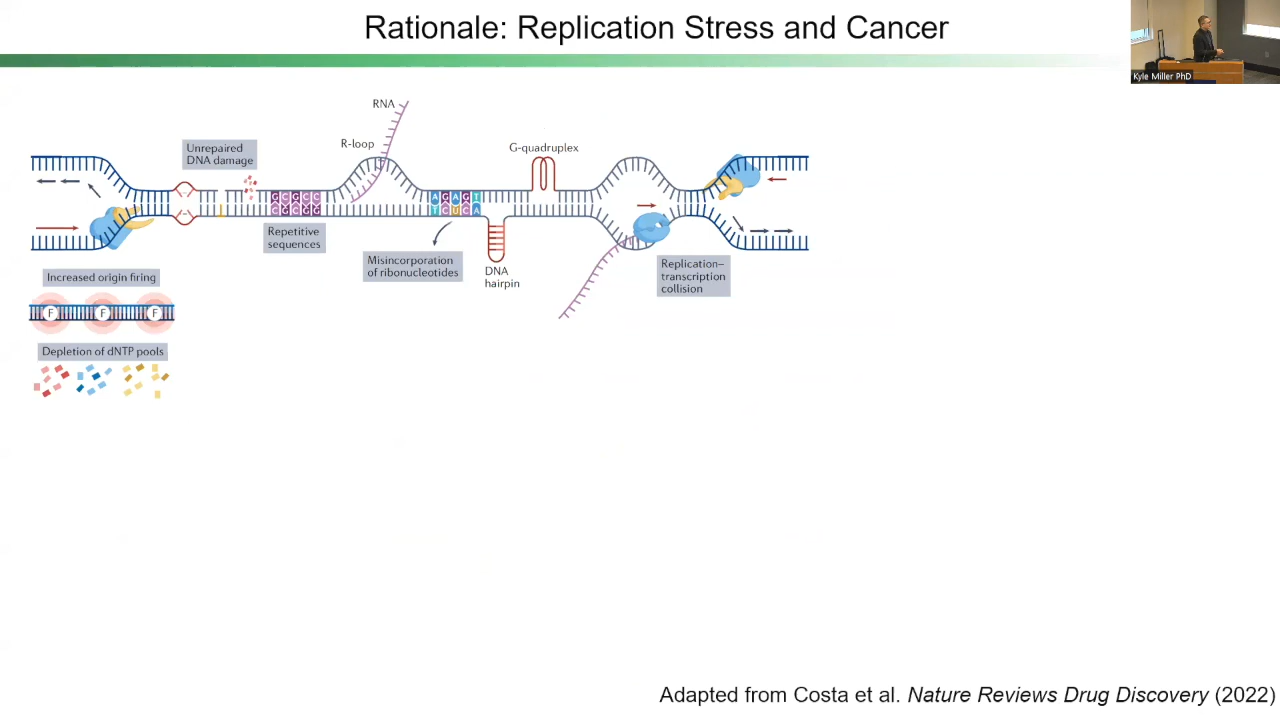 Rationale: Replication Stress and Cancer
Kyle Miller PhD
RNA
R-loop
Unrepaired
DNA damage
G-quadruplex
G C G C C
C G C G G
A G A G T
T C U C A
Repetitive
sequences
Misincorporation
of ribonucleotides
DNA
hairpin
Replication–
transcription
collision
Increased origin firing
F F F
Depletion of dNTP pools
Adapted from Costa et al. Nature Reviews Drug Discovery (2022)